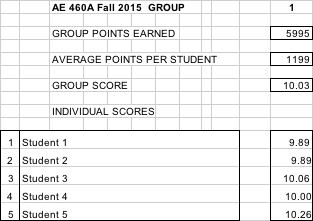 AE 460A Fall 2015 GROUP 1
GROUP POINTS EARNED 5995
AVERAGE POINTS PER STUDENT 1199
GROUP SCORE 10.03
INDIVIDUAL SCORES
1 Student 1 9.89
2 Student 2 9.89
3 Student 3 10.06
4 Student 4 10.00
5 Student 5 10.26